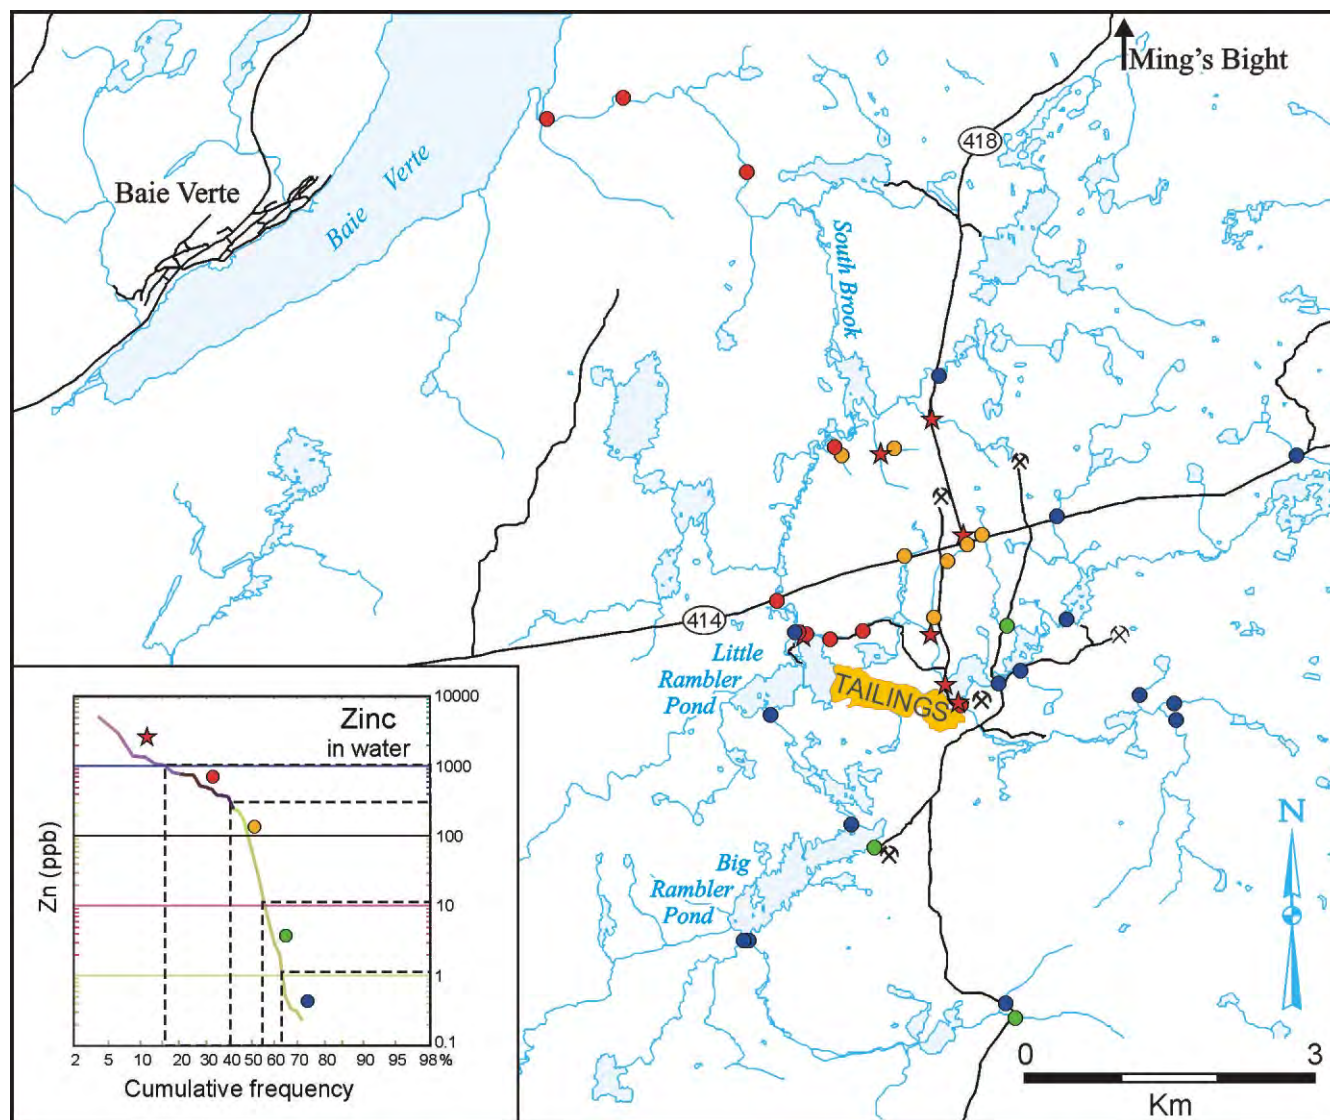 Ming's Bight
418
Baie Verte
Baie Verte
South Brook
414
Little
Rambler
Pond
TAILINGS
Big
Rambler
Pond
N
0 3
Km
Zinc
in water
10000
1000
100
10
1
0.1
Zn (ppb)
2 5 10 20 30 40 50 60 70 80 90 95 98 %
Cumulative frequency